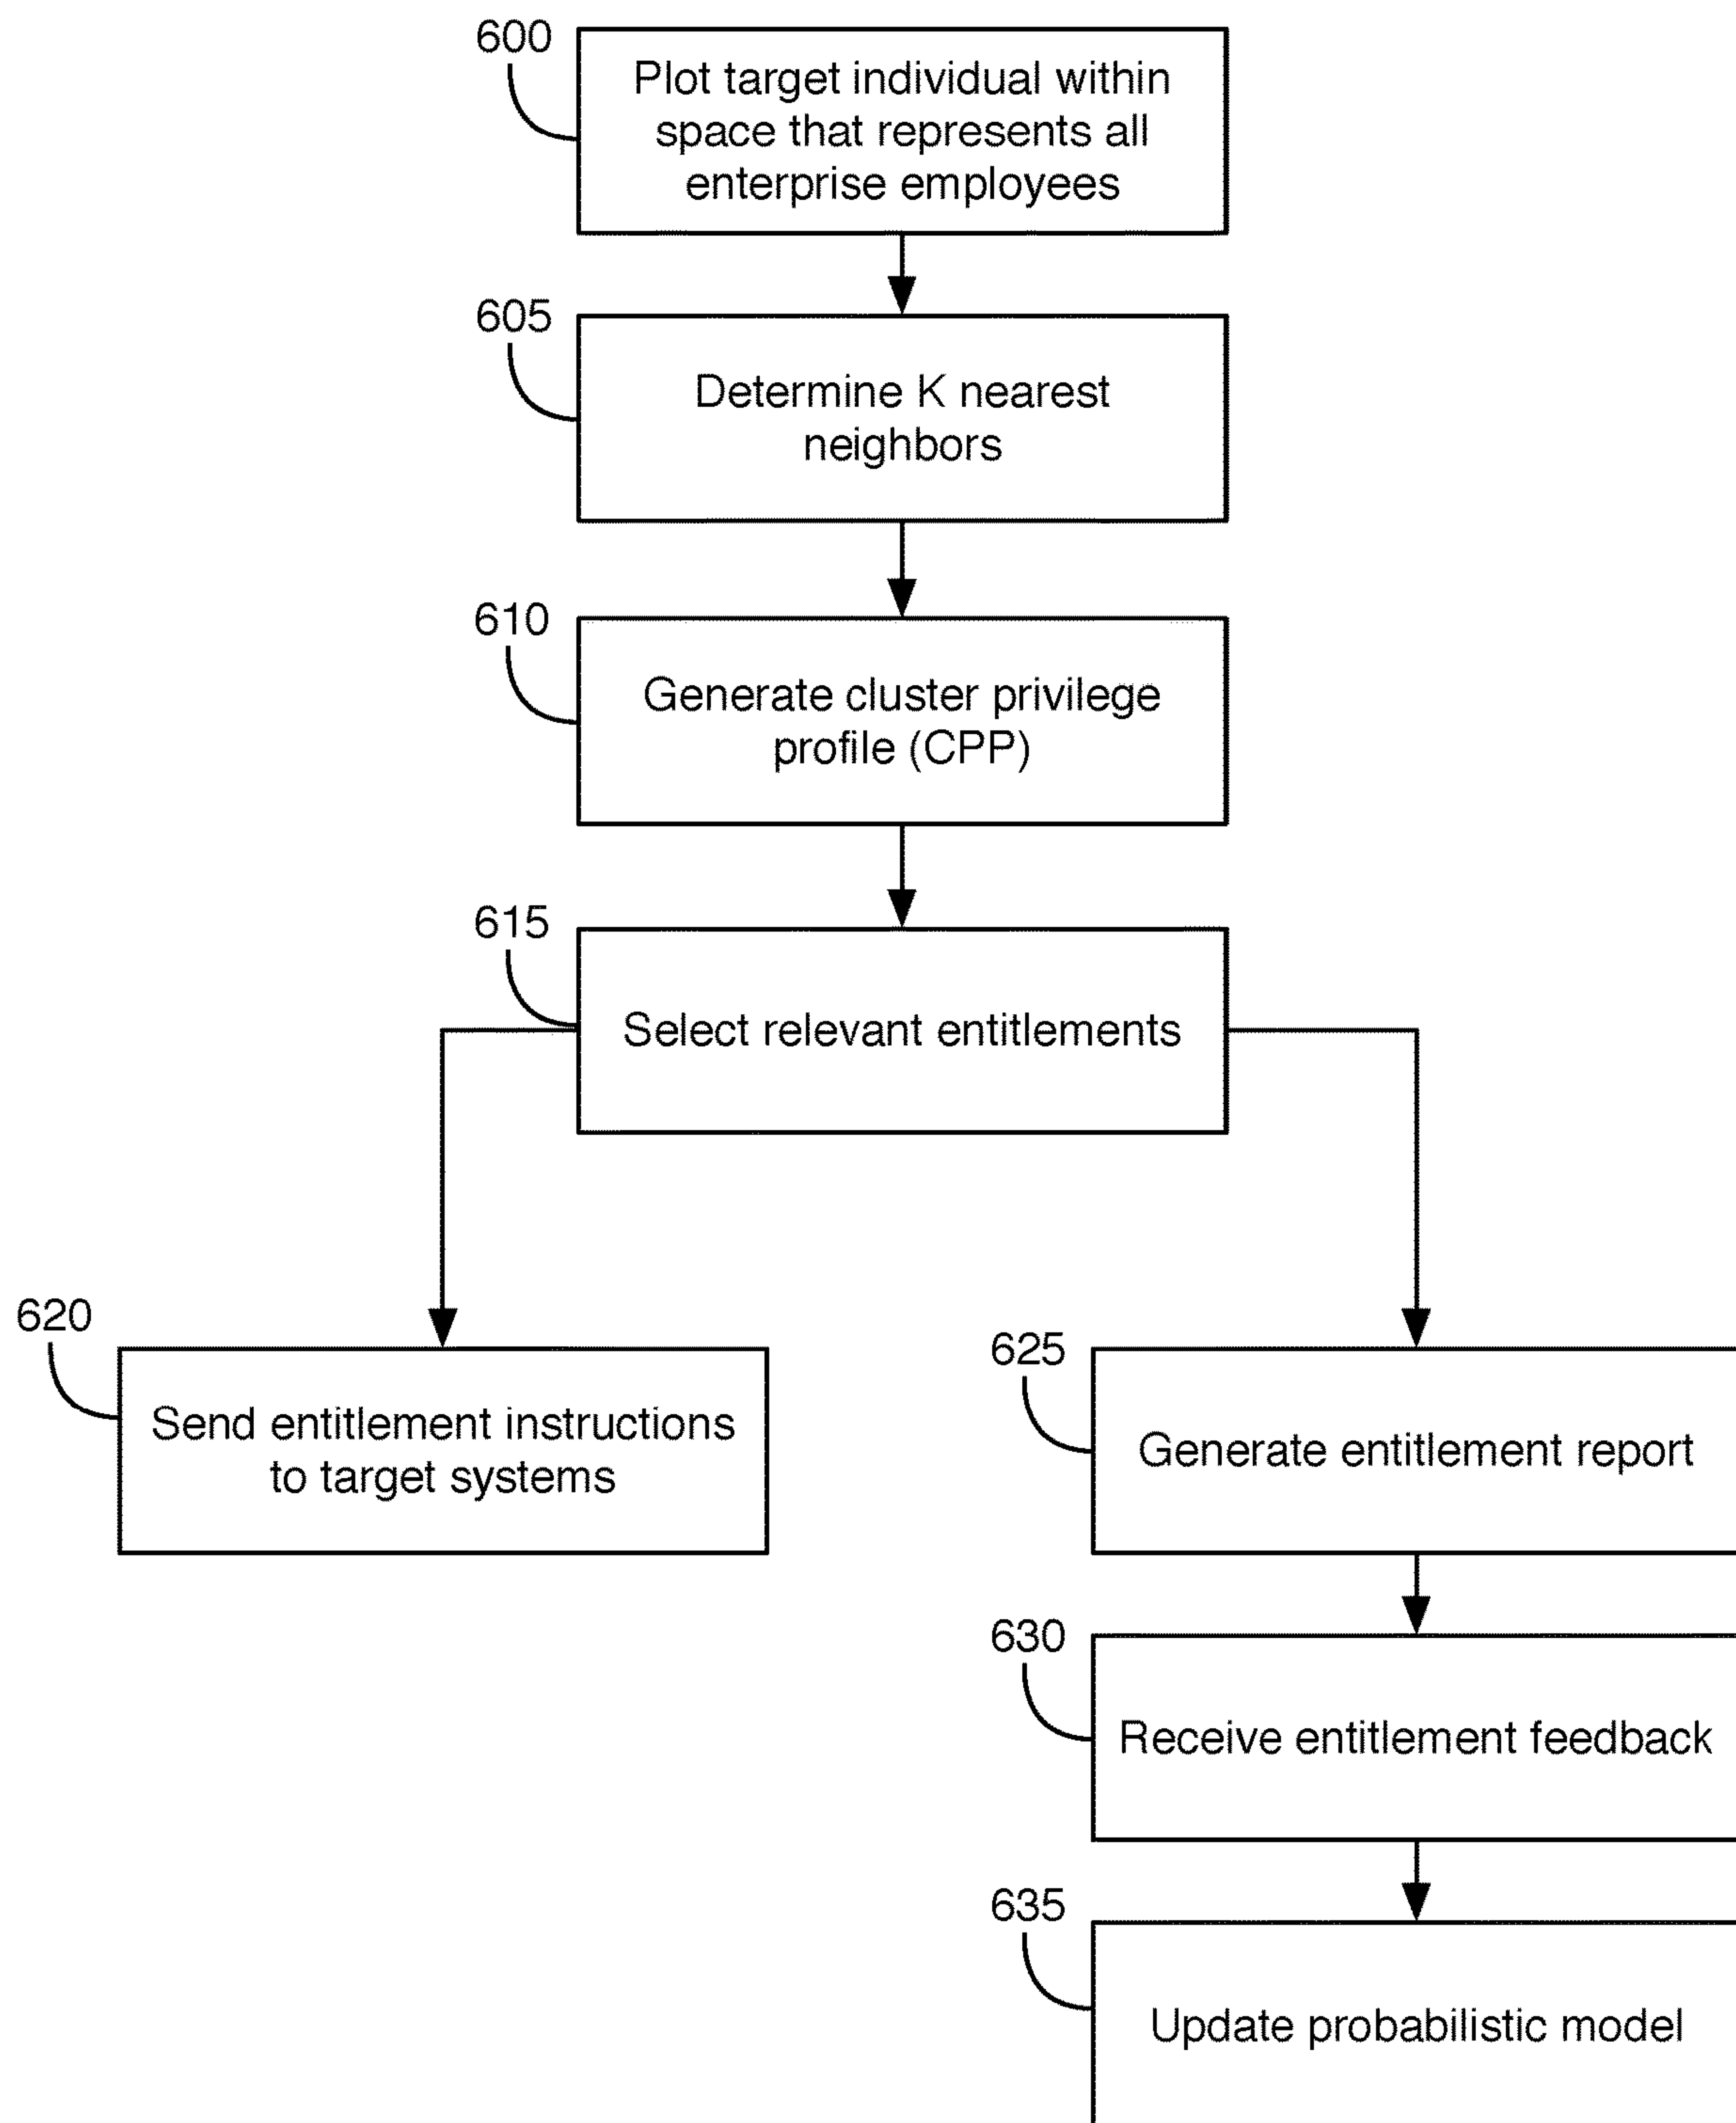 600
Plot target individual within
space that represents all
enterprise employees
605
Determine K nearest
neighbors
610
Generate cluster privilege
profile (CPP)
615
Select relevant entitlements
620
Send entitlement instructions
to target systems
625
Generate entitlement report
630
Receive entitlement feedback
635
Update probabilistic model